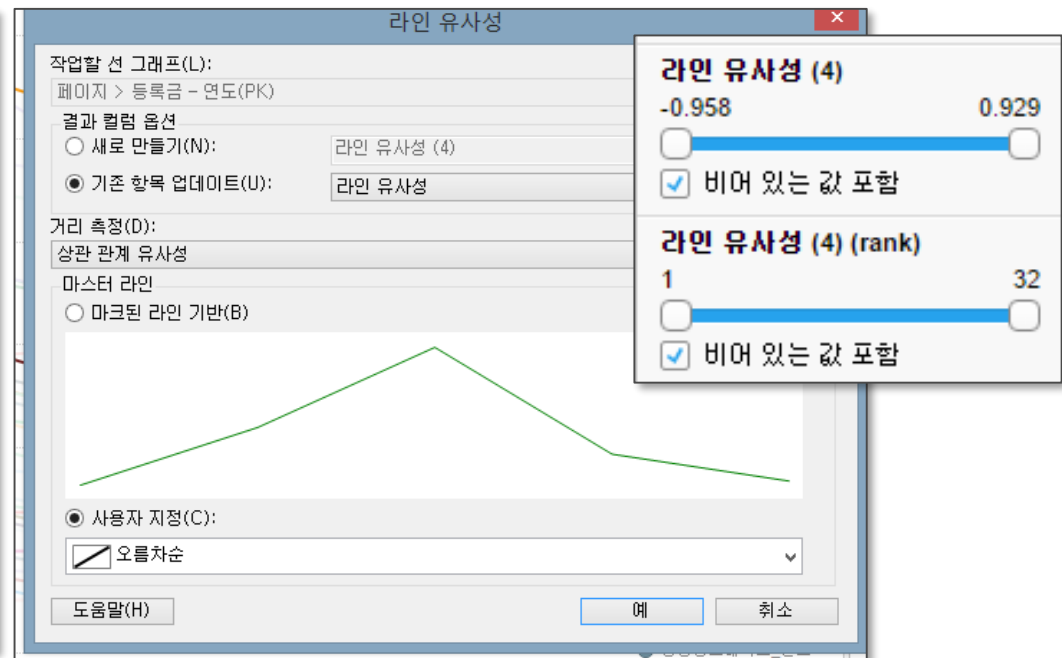 라인 유사성
작업할 선 그래프(L):
페이지 > 등록금 - 연도(PK)
결과 컬럼 옵션
새로 만들기(N):
라인 유사성 (4)
기존 항목 업데이트(U):
라인 유사성
거리 측정(D):
상관 관계 유사성
마스터 라인
마크된 라인 기반(B)
사용자 지정(C):
오름차순
도움말(H)
예
취소
라인 유사성 (4)
-0.958 0.929
비어 있는 값 포함
라인 유사성 (4) (rank)
1 32
비어 있는 값 포함